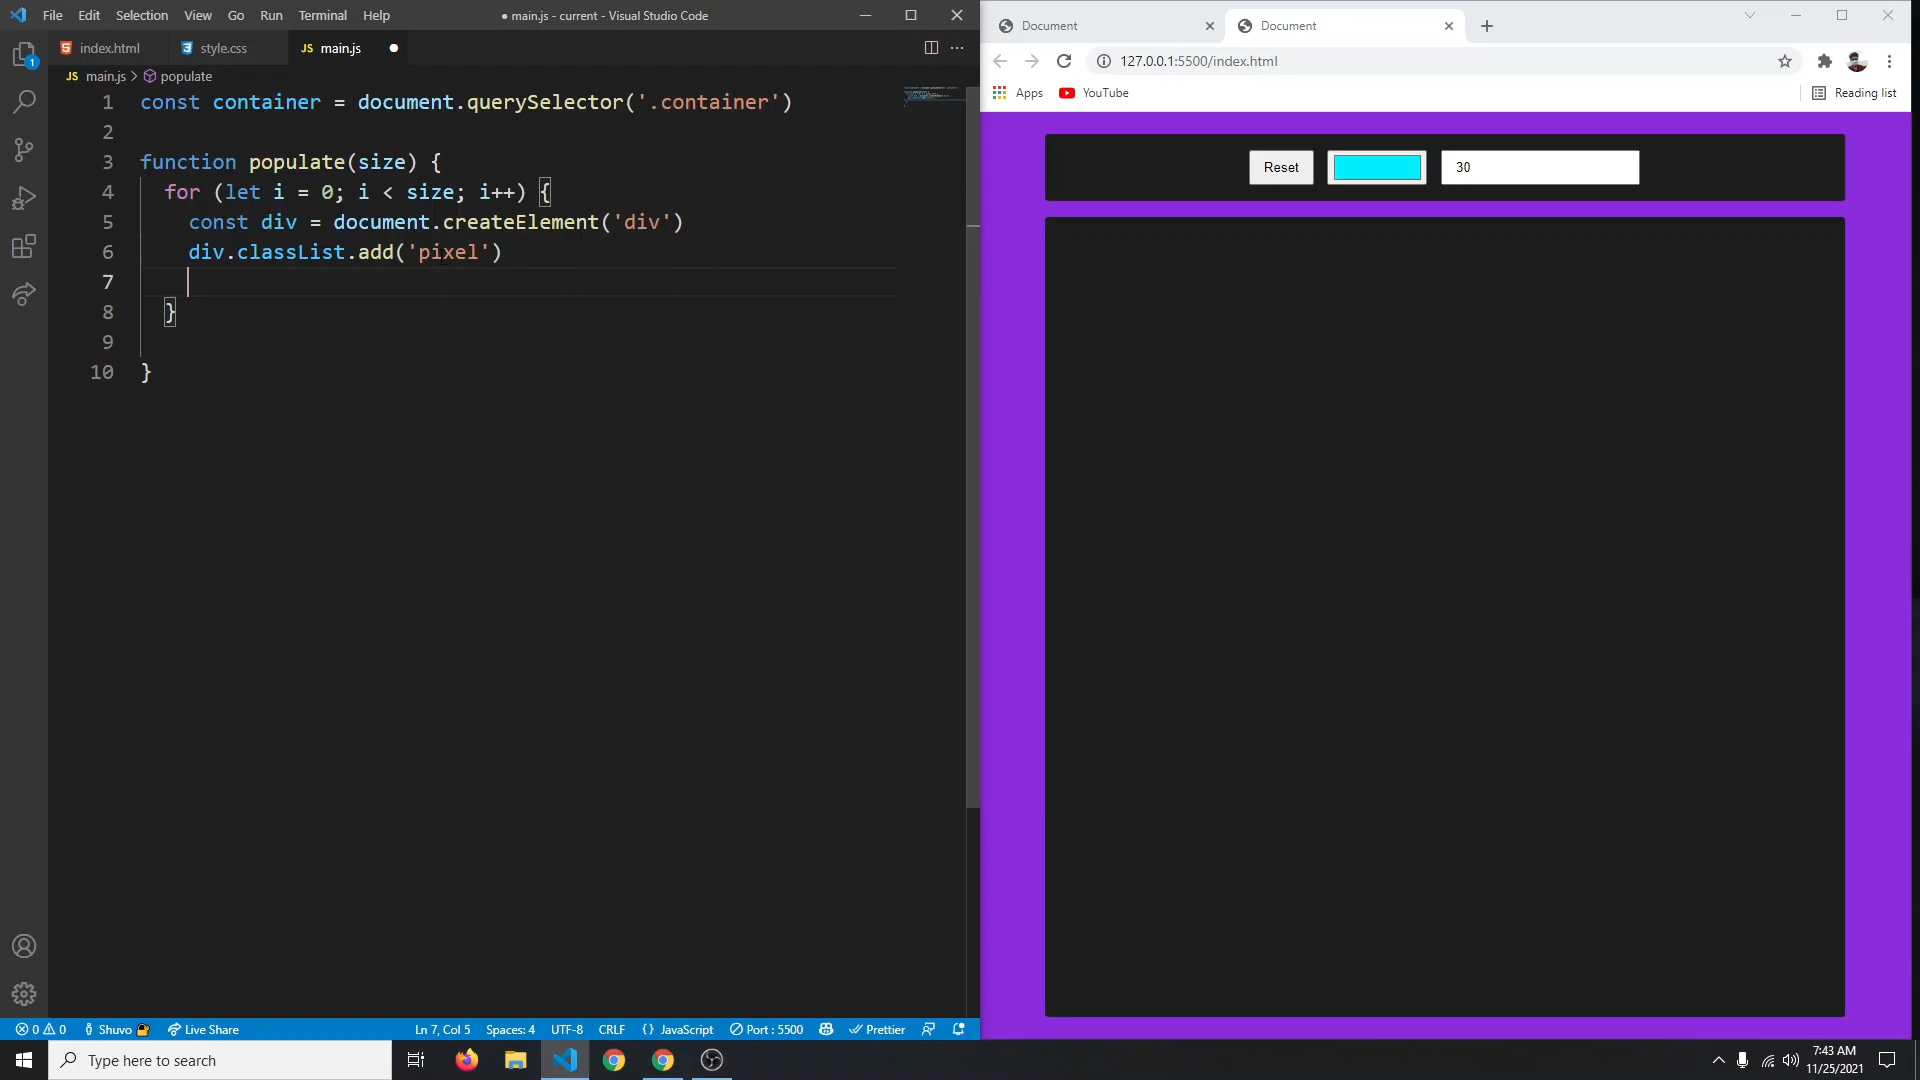 File Edit Selection View Go Run Terminal Help
● main.js - current - Visual Studio Code
index.html
style.css
JS main.js
JS main.js > populate
1 const container = document.querySelector('.container')
2
3 function populate(size) {
4 for (let i = 0; i < size; i++) {
5 const div = document.createElement('div')
6 div.classList.add('pixel')
7
8 }
9
10 }
1
0 0 Shuvo Live Share
Ln 7, Col 5 Spaces: 4 UTF-8 CRLF {} JavaScript Port : 5500 Prettier
Document
Document
127.0.0.1:5500/index.html
Apps YouTube
Reading list
Reset
30
Type here to search
7:43 AM
11/25/2021